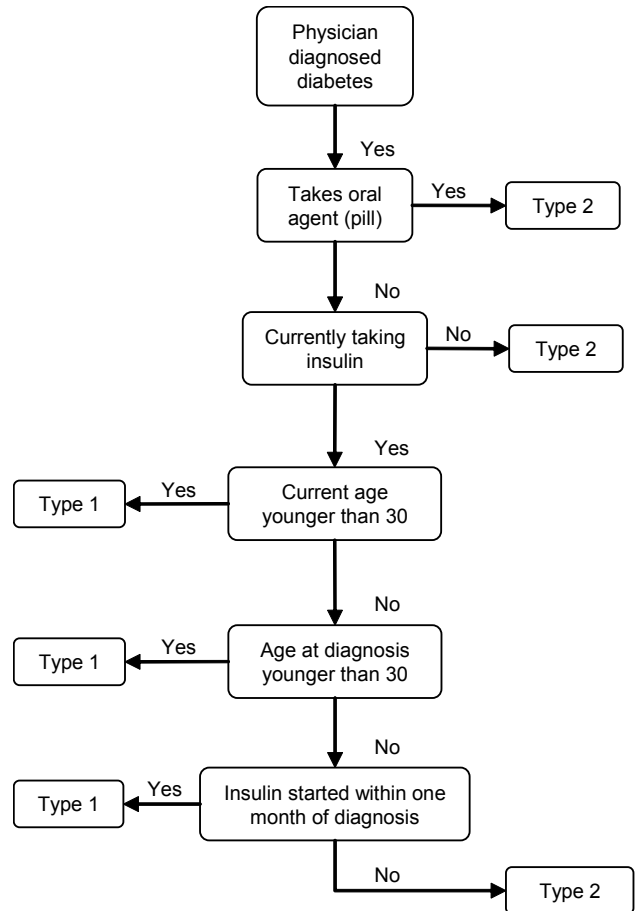 Physician
diagnosed
diabetes
Yes
Takes oral
agent (pill)
Yes
Type 2
No
Currently taking
insulin
No
Type 2
Yes
Type 1
Yes
Current age
younger than 30
No
Type 1
Yes
Age at diagnosis
younger than 30
No
Type 1
Yes
Insulin started within one
month of diagnosis
No
Type 2